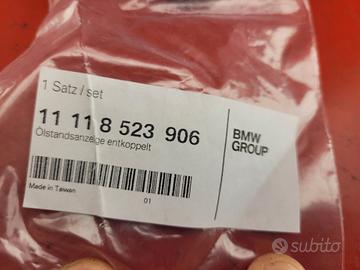 1 Satz / set
11 11 8 523 906
Ölstandsanzeige entkoppelt
BMW
GROUP
Made in Taiwan
01
subito